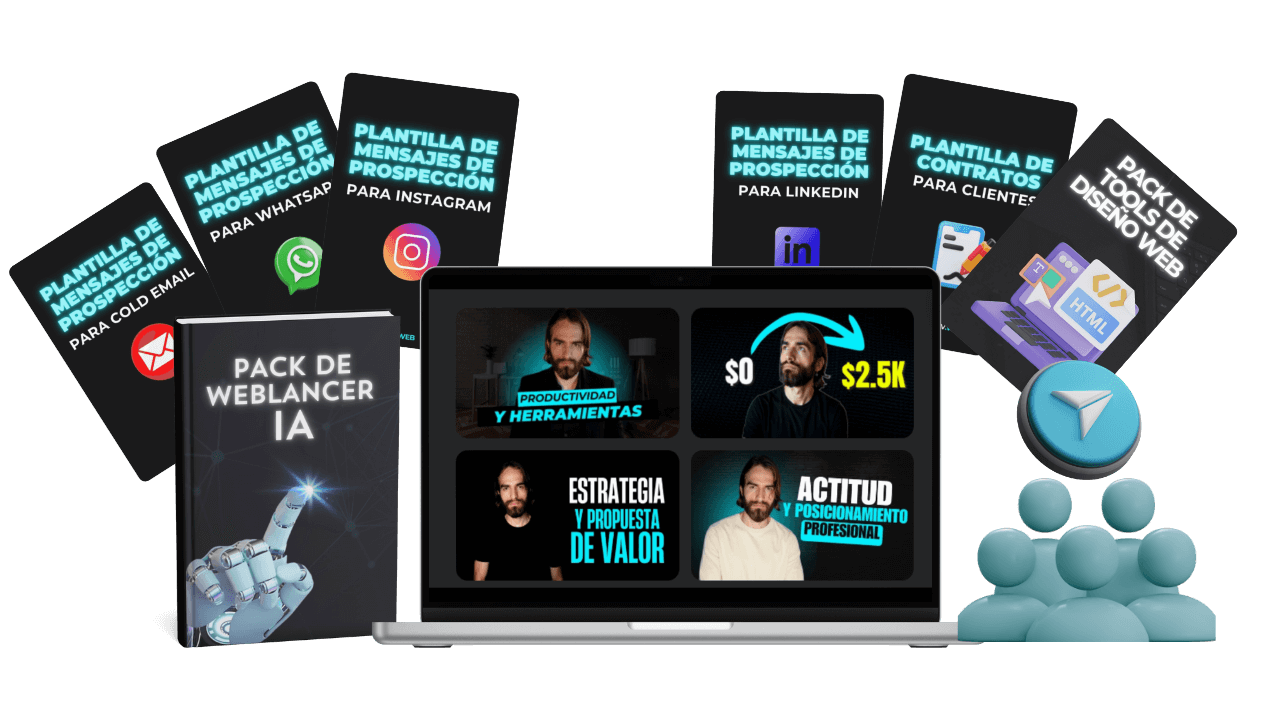 PLANTILLA DE
MENSAJES DE
PROSPECCIÓN
PARA COLD EMAIL
PLANTILLA DE
MENSAJES DE
PROSPECCIÓN
PARA WHATSAP
PLANTILLA DE
MENSAJES DE
PROSPECCIÓN
PARA INSTAGRAM
WEB
PLANTILLA DE
MENSAJES DE
PROSPECCIÓN
PARA LINKEDIN
in
PLANTILLA DE
CONTRATOS
PARA CLIENTES
PACK DE
TOOLS DE
DISEÑO WEB
T
</>
HTML
PACK DE
WEBLANCER
IA
PRODUCTIVIDAD
Y HERRAMIENTAS
$0
$2.5K
ESTRATEGIA
Y PROPUESTA
DE VALOR
ACTITUD
Y POSICIONAMIENTO
PROFESIONAL